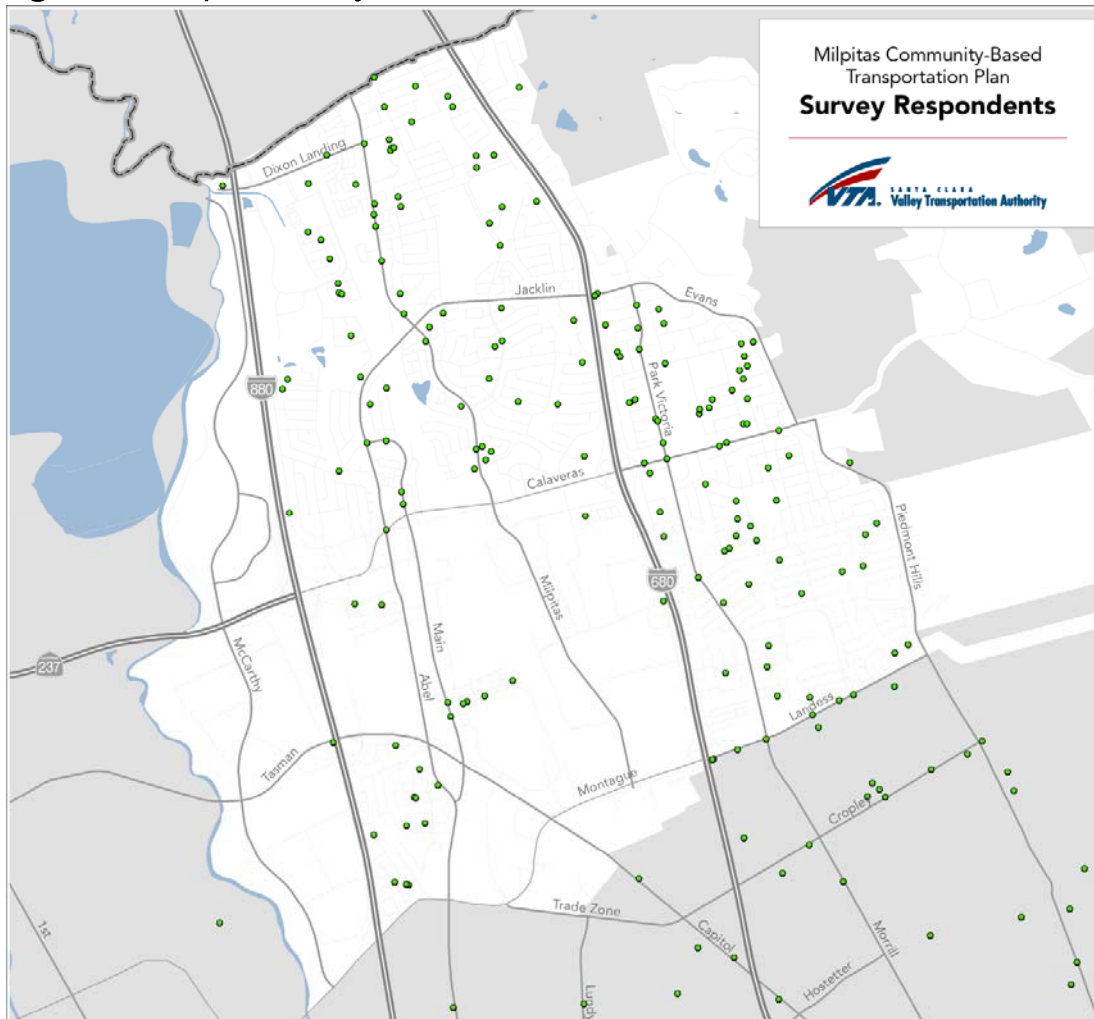 Milpitas Community-Based
Transportation Plan
Survey Respondents
SANTA CLARA
VTA. Valley Transportation Authority
Dixon Landing
Jacklin
Evans
880
Park Victoria
Calaveras
Piedmont Hills
680
Milpitas
Main
Abel
McCarthy
237
Landess
Tasman
Montague
Cropley
Trade Zone
Capitol
Morrill
1st
Hostetter
Lundy